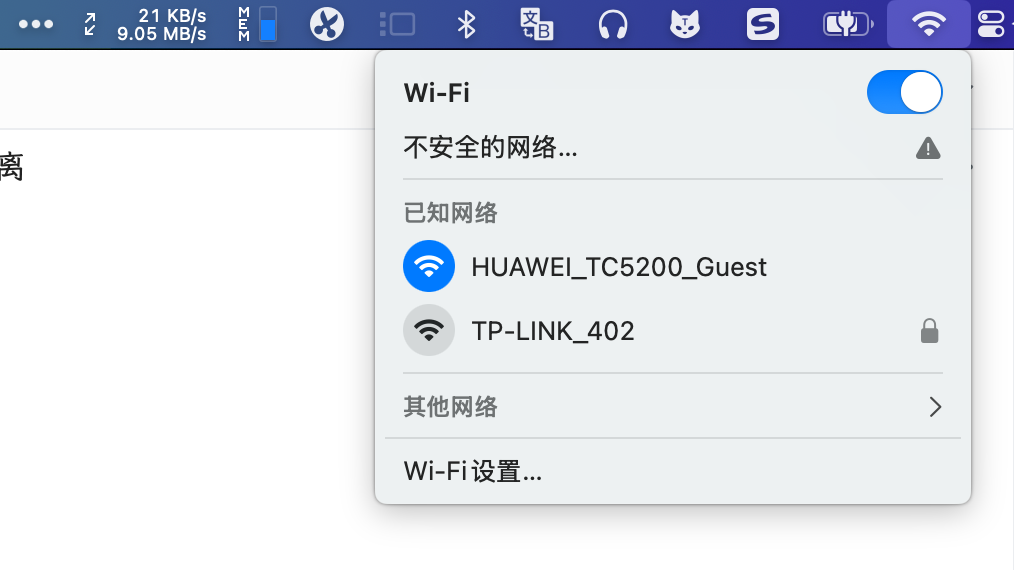 21 KB/s
9.05 MB/s
MEM
文
B
S
离
Wi-Fi
不安全的网络...
已知网络
HUAWEI_TC5200_Guest
TP-LINK_402
其他网络
Wi-Fi设置...